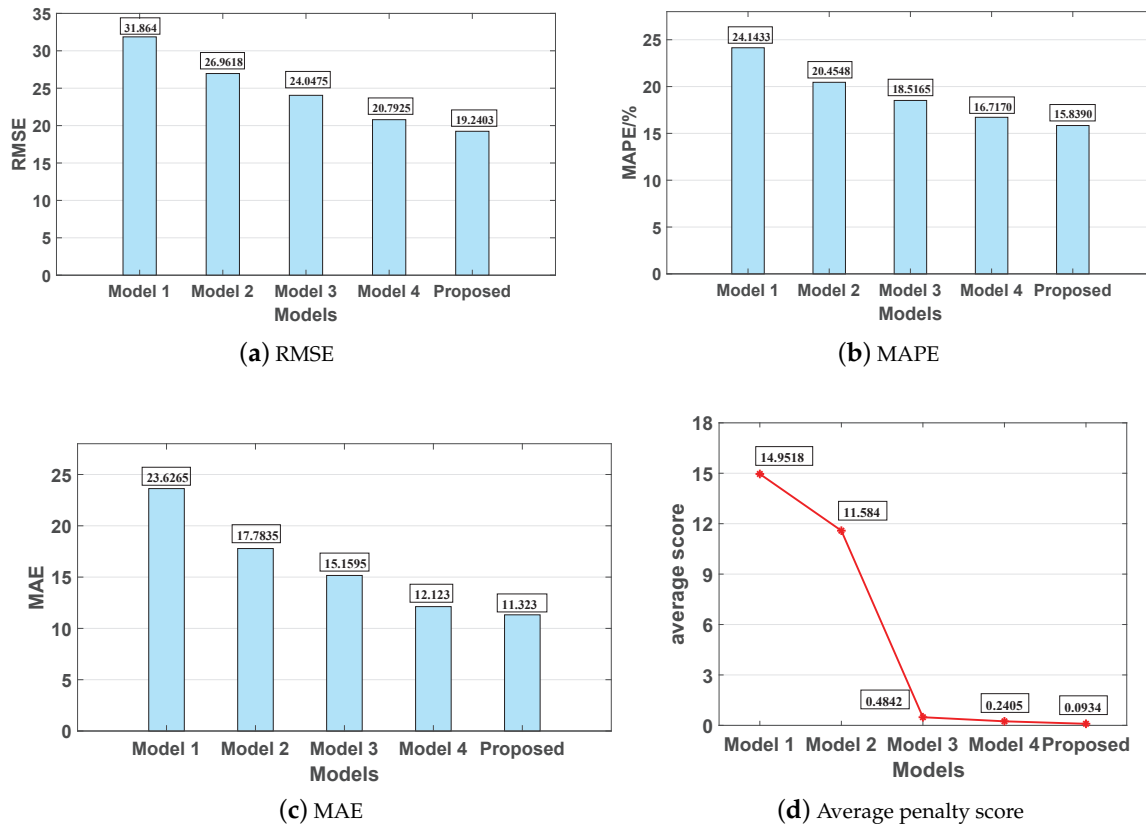 35
30
25
20
15
10
5
0
RMSE
31.864
26.9618
24.0475
20.7925
19.2403
Model 1 Model 2 Model 3 Model 4 Proposed
Models
(a) RMSE
25
20
15
10
5
0
MAPE/%
24.1433
20.4548
18.5165
16.7170
15.8390
Model 1 Model 2 Model 3 Model 4 Proposed
Models
(b) MAPE
25
20
15
10
5
0
MAE
23.6265
17.7835
15.1595
12.123
11.323
Model 1 Model 2 Model 3 Model 4 Proposed
Models
(c) MAE
18
15
12
9
6
3
0
average score
14.9518
11.584
0.4842
0.2405
0.0934
Model 1 Model 2 Model 3 Model 4 Proposed
Models
(d) Average penalty score